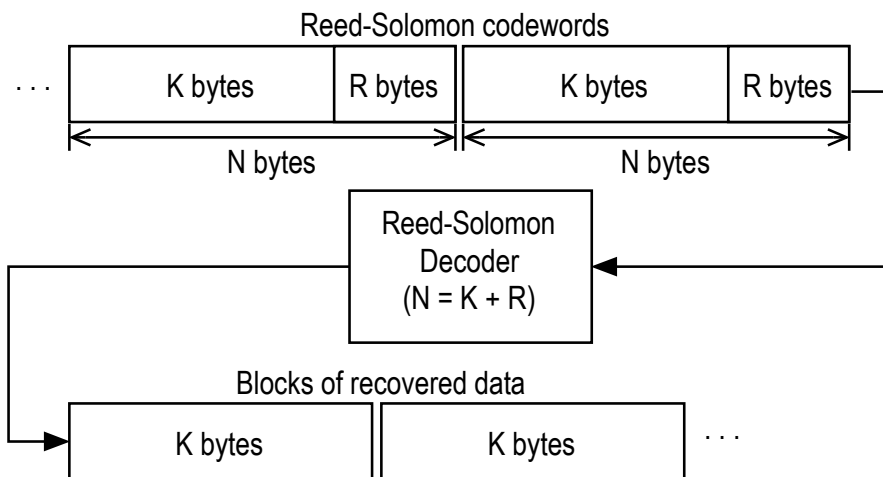 Reed-Solomon codewords
. . . K bytes R bytes K bytes R bytes
N bytes N bytes
Reed-Solomon
Decoder
(N = K + R)
Blocks of recovered data
K bytes K bytes . . .